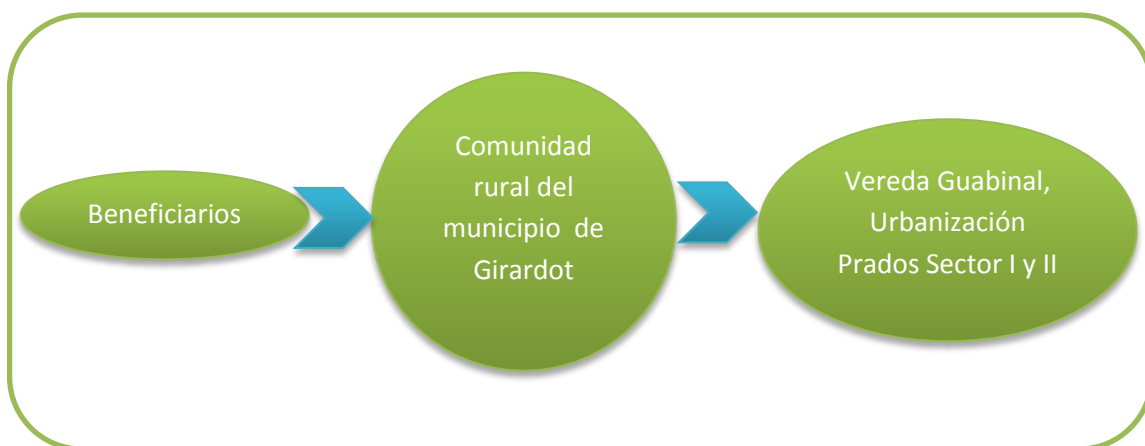 Beneficiarios
Comunidad
rural del
municipio de
Girardot
Vereda Guabinal,
Urbanización
Prados Sector I y II